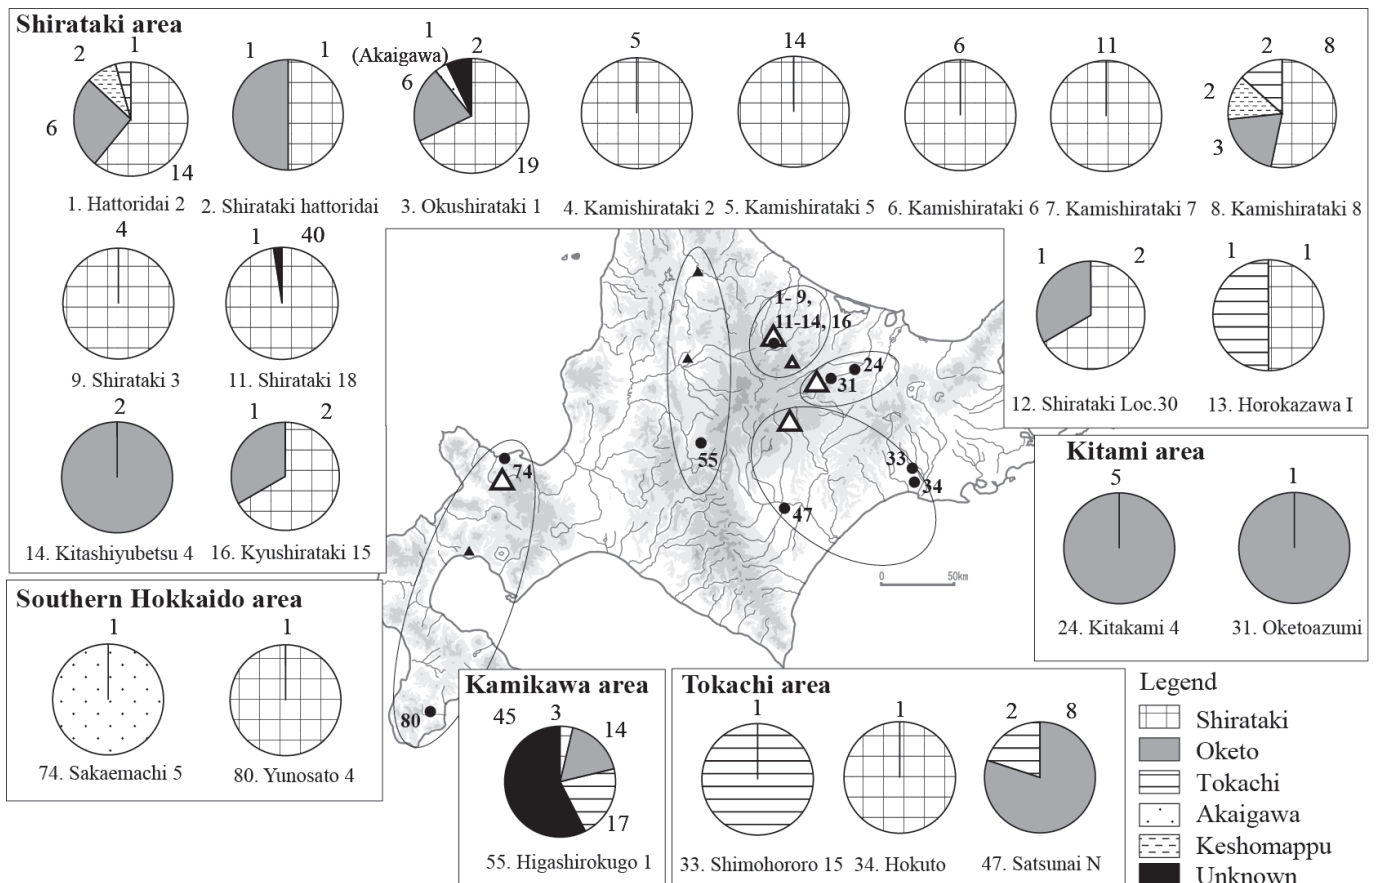 Shirataki area
2 1
6
14
1. Hattoridai 2
1 1
2. Shirataki hattoridai
1
(Akaigawa)
2
6
19
3. Okushirataki 1
5
4. Kamishirataki 2
14
5. Kamishirataki 5
6
6. Kamishirataki 6
11
7. Kamishirataki 7
2 8
2
3
8. Kamishirataki 8
4
9. Shirataki 3
1 40
11. Shirataki 18
1 2
12. Shirataki Loc.30
1 1
13. Horokazawa I
2
14. Kitashiyubetsu 4
1 2
16. Kyushirataki 15
1- 9,
11-14, 16
24
31
33
34
47
55
74
80
0 50km
Kitami area
5
24. Kitakami 4
1
31. Oketoazumi
Southern Hokkaido area
1
74. Sakaemachi 5
1
80. Yunosato 4
Kamikawa area
45 3 14
17
55. Higashirokugo 1
Tokachi area
1
33. Shimohororo 15
1
34. Hokuto
2 8
47. Satsunai N
Legend
Shirataki
Oketo
Tokachi
Akaigawa
Keshomappu
Unknown